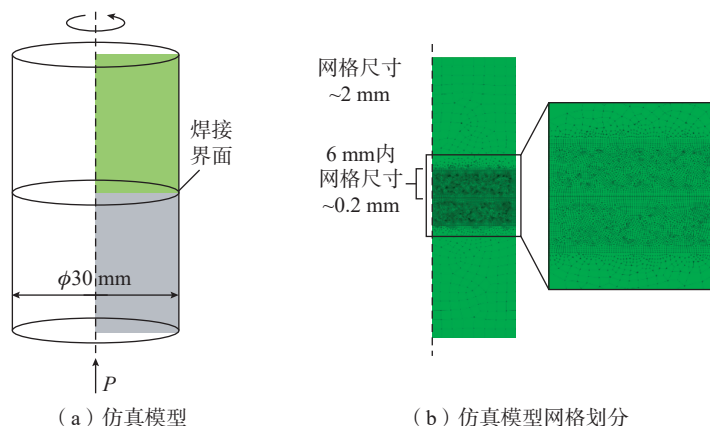 焊接
界面
ϕ30 mm
P
(a)仿真模型
网格尺寸
~2 mm
6 mm内
网格尺寸
~0.2 mm
(b)仿真模型网格划分